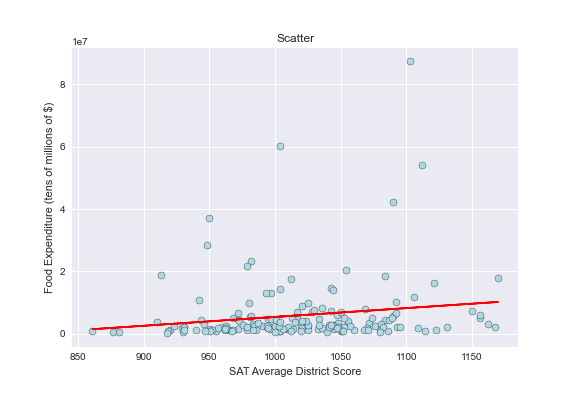 Scatter
1e7
8
6
4
2
0
Food Expenditure (tens of millions of $)
850 900 950 1000 1050 1100 1150
SAT Average District Score